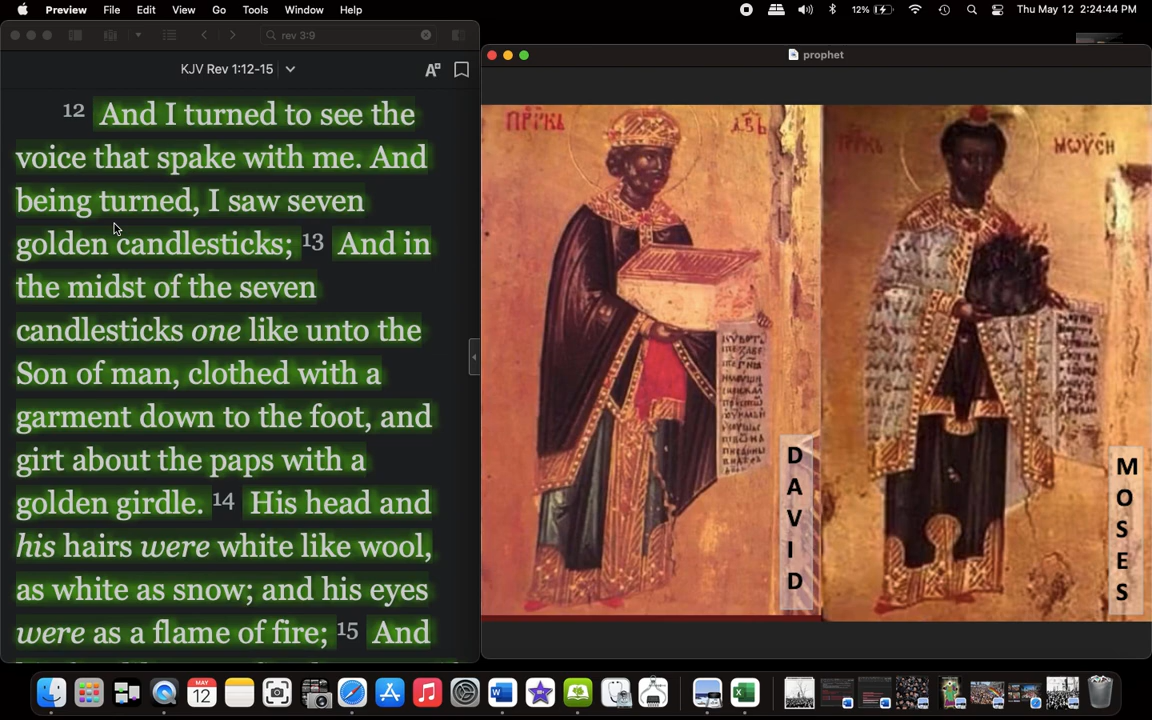 Preview File Edit View Go Tools Window Help
12% Thu May 12 2:24:44 PM
rev 3:9
KJV Rev 1:12-15
12 And I turned to see the
voice that spake with me. And
being turned, I saw seven
golden candlesticks; 13 And in
the midst of the seven
candlesticks one like unto the
Son of man, clothed with a
garment down to the foot, and
girt about the paps with a
golden girdle. 14 His head and
his hairs were white like wool,
as white as snow; and his eyes
were as a flame of fire; 15 And
prophet
DAVID
MOSES
MAY
12